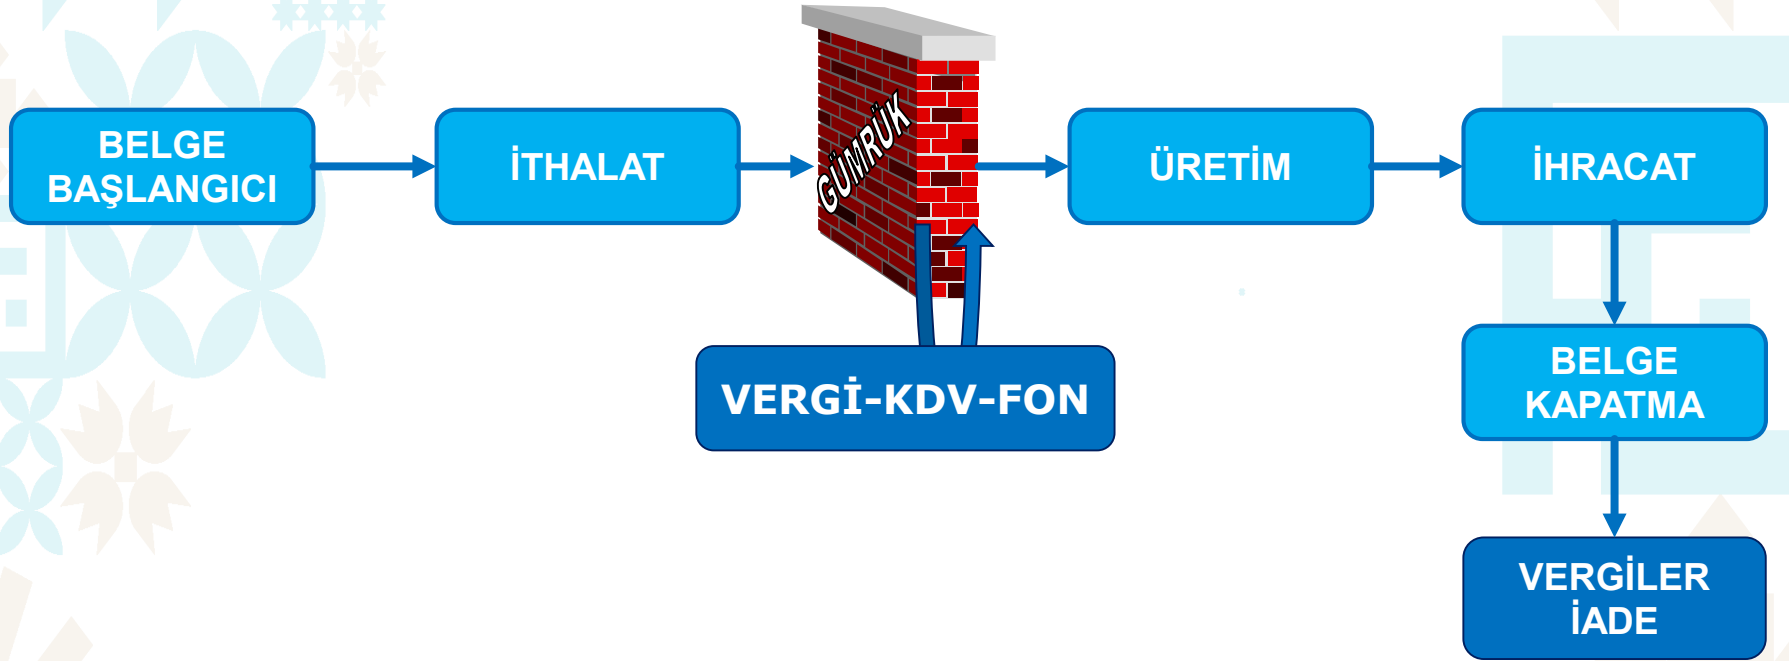 BELGE
BAŞLANGICI
İTHALAT
GÜMRÜK
ÜRETİM
İHRACAT
VERGİ-KDV-FON
BELGE
KAPATMA
VERGİLER
İADE